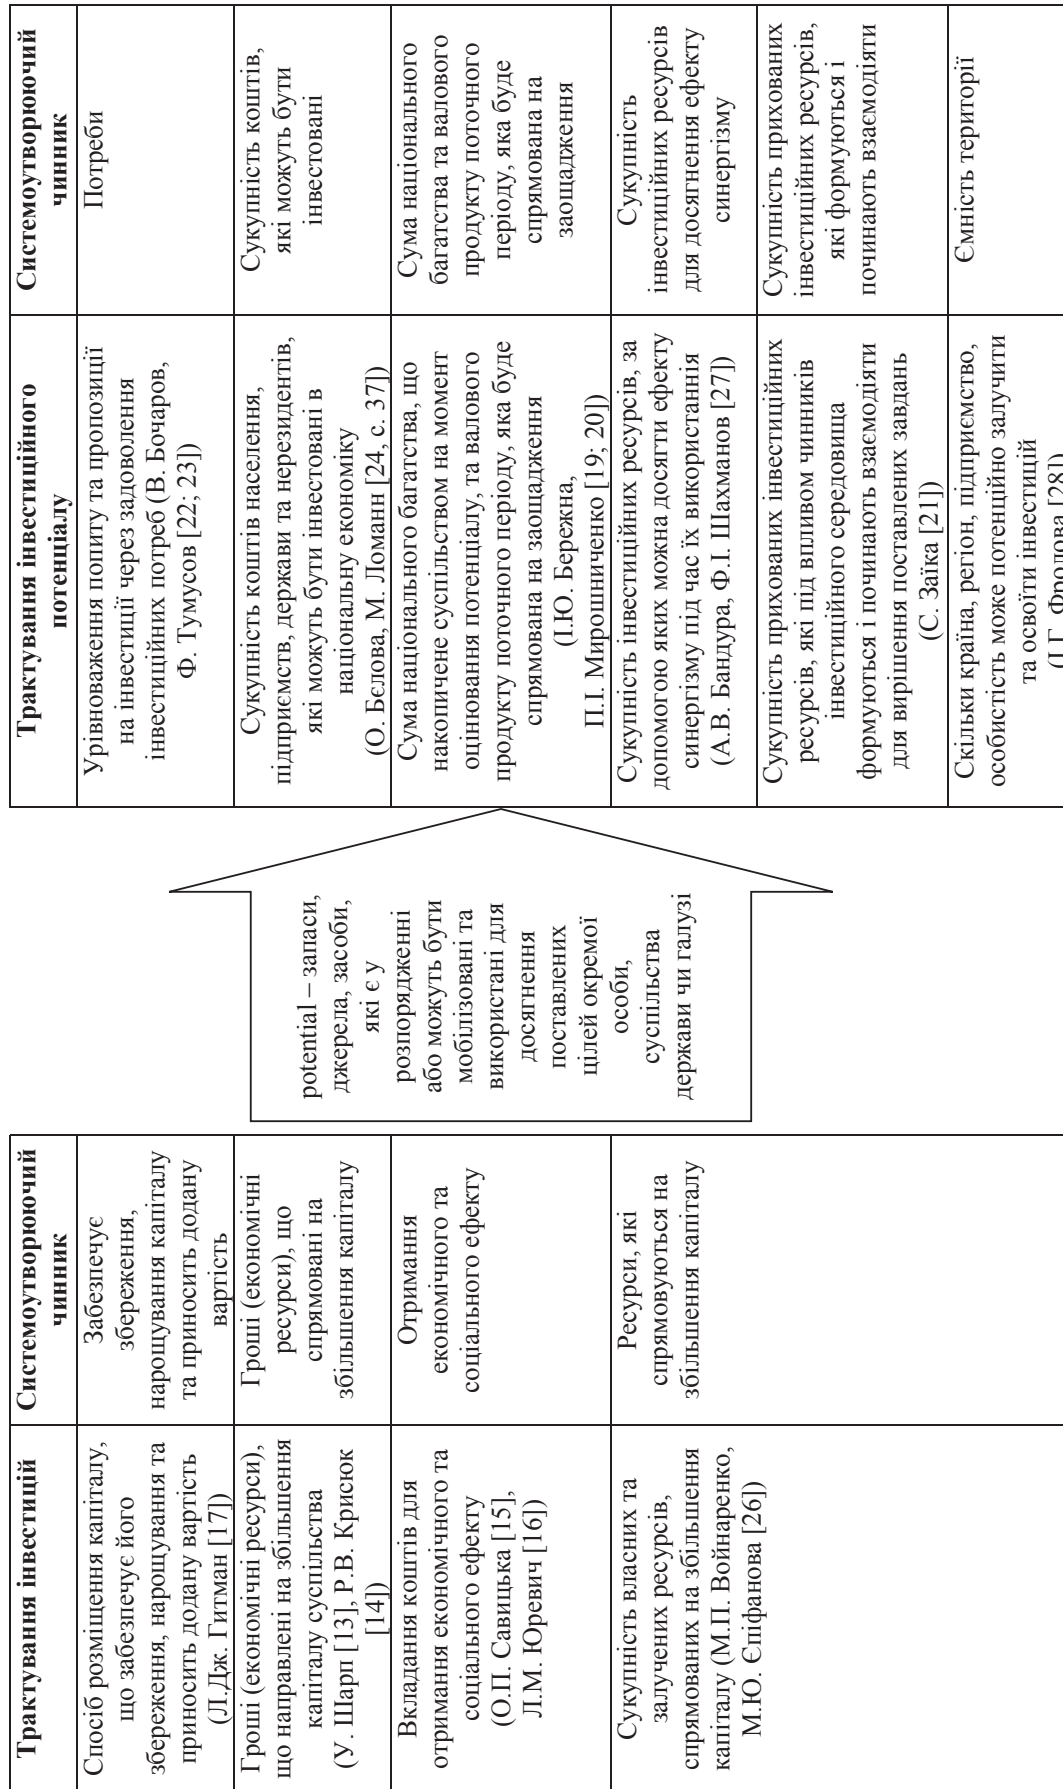 Трактування інвестицій
Системоутворюючий
чинник
Спосіб розміщення капіталу,
що забезпечує його
збереження, нарощування та
приносить додану вартість
(Л.Дж. Гитман [17])
Забезпечує
збереження,
нарощування капіталу
та приносить додану
вартість
Гроші (економічні ресурси),
що направлені на збільшення
капіталу суспільства
(У. Шарп [13], Р.В. Крисюк
[14])
Гроші (економічні
ресурси), що
спрямовані на
збільшення капіталу
Вкладання коштів для
отримання економічного та
соціального ефекту
(О.П. Савицька [15],
Л.М. Юревич [16])
Отримання
економічного та
соціального ефекту
Сукупність власних та
залучених ресурсів,
спрямованих на збільшення
капіталу (М.П. Войнаренко,
М.Ю. Єпіфанова [26])
Ресурси, які
спрямовуються на
збільшення капіталу
potential – запаси,
джерела, засоби,
які є у
розпорядженні
або можуть бути
мобілізовані та
використані для
досягнення
поставлених
цілей окремої
особи,
суспільства
держави чи галузі
Трактування інвестиційного
потенціалу
Системоутворюючий
чинник
Урівноваження попиту та пропозиції
на інвестиції через задоволення
інвестиційних потреб (В. Бочаров,
Ф. Тумусов [22; 23])
Потреби
Сукупність коштів населення,
підприємств, держави та нерезидентів,
які можуть бути інвестовані в
національну економіку
(О. Бєлова, М. Ломанн [24, с. 37])
Сукупність коштів,
які можуть бути
інвестовані
Сума національного багатства, що
накопичене суспільством на момент
оцінювання потенціалу, та валового
продукту поточного періоду, яка буде
спрямована на заощадження
(І.Ю. Бережна,
П.І. Мирошниченко [19; 20])
Сума національного
багатства та валового
продукту поточного
періоду, яка буде
спрямована на
заощадження
Сукупність інвестиційних ресурсів, за
допомогою яких можна досягти ефекту
синергізму під час їх використання
(А.В. Бандура, Ф.І. Шахманов [27])
Сукупність
інвестиційних ресурсів
для досягнення ефекту
синергізму
Сукупність прихованих інвестиційних
ресурсів, які під впливом чинників
інвестиційного середовища
формуються і починають взаємодіяти
для вирішення поставлених завдань
(С. Заїка [21])
Сукупність прихованих
інвестиційних ресурсів,
які формуються і
починають взаємодіяти
Скільки країна, регіон, підприємство,
особистість може потенційно залучити
та освоїти інвестицій
(І.Г. Фролова [28])
Ємність території